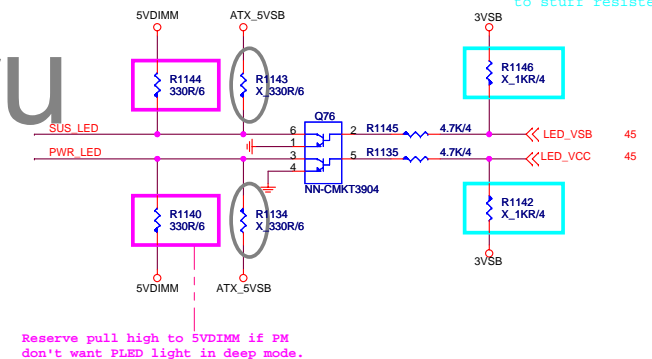 to stuff resiste
5VDIMM
ATX_5VSB
3VSB
R1144
330R/6
R1143
X_330R/6
R1146
X_1KR/4
yu
Q76
SUS_LED
6
2
R1145
4.7K/4
LED_VSB
45
1
PWR_LED
3
5
R1135
4.7K/4
LED_VCC
45
4
NN-CMKT3904
R1140
330R/6
R1134
X_330R/6
R1142
X_1KR/4
3VSB
5VDIMM
ATX_5VSB
Reserve pull high to 5VDIMM if PM
don't want PLED light in deep mode.